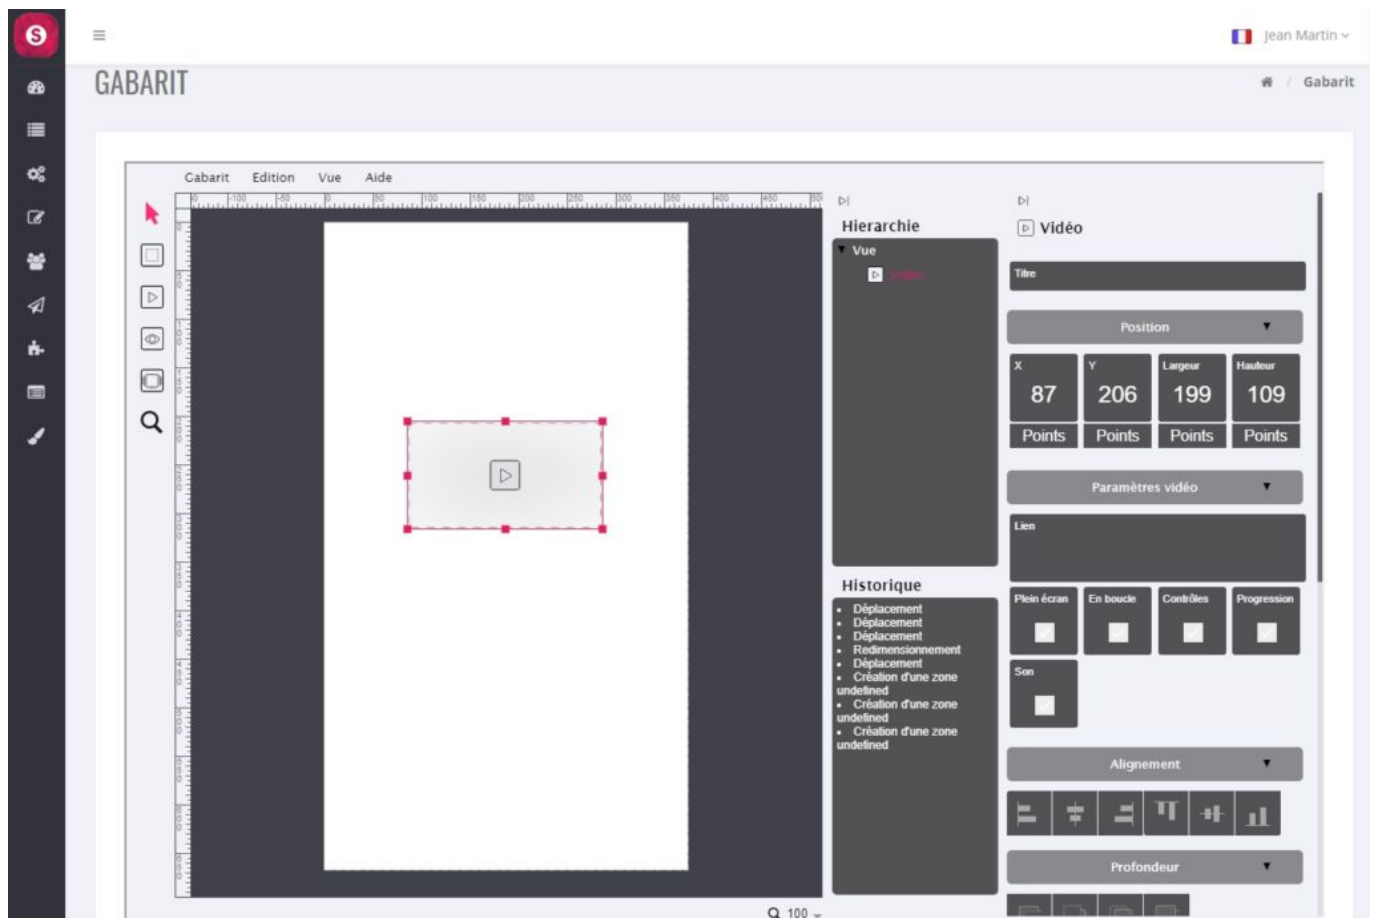 S
Jean Martin
GABARIT
/ Gabarit
Gabarit Edition Vue Aide
Hierarchie
Vue
Vidéo
Titre
Position
X Y Largeur Hauteur
87 206 199 109
Points Points Points Points
Paramètres vidéo
Lien
Plein écran En boucle Contrôles Progression
Son
Alignement
Profondeur
Historique
• Déplacement
• Déplacement
• Déplacement
• Redimensionnement
• Déplacement
• Création d'une zone
undefined
• Création d'une zone
undefined
• Création d'une zone
undefined
100